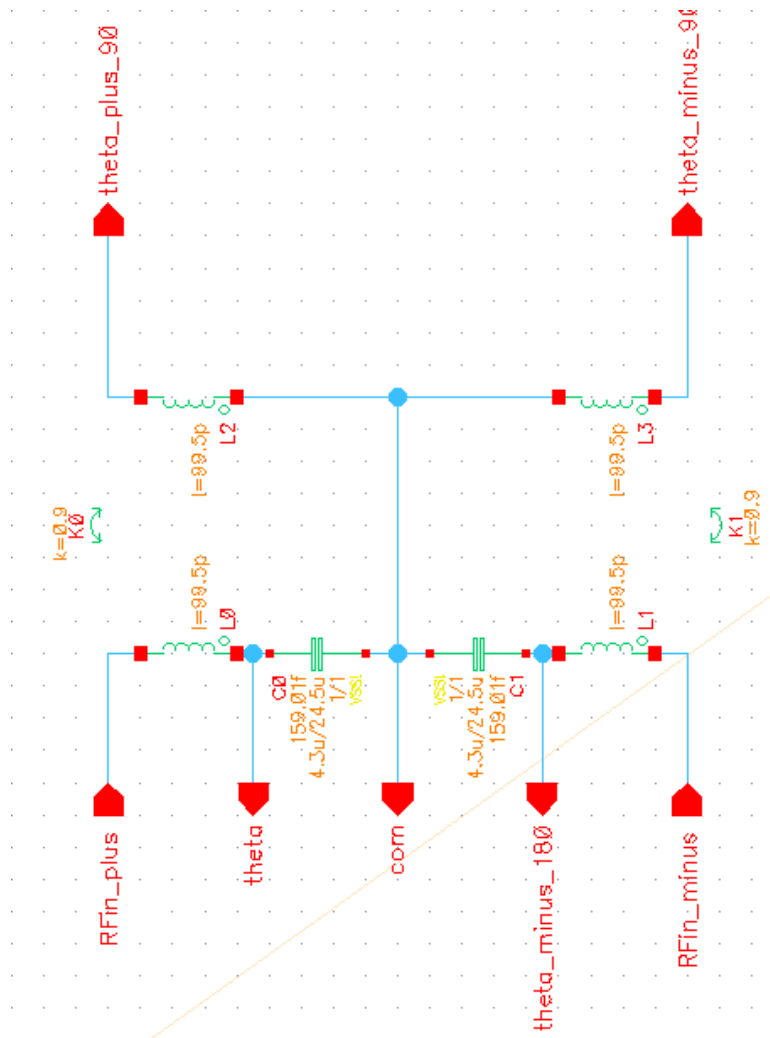 theta_plus_90
theta_minus_90
L2
l=99.5p
L3
l=99.5p
k=0.9
K0
K1
k=0.9
l=99.5p
L0
l=99.5p
L1
C0
159.01f
4.3u/24.5u
1/1
vss!
vss!
1/1
4.3u/24.5u
159.01f
C1
RFin_plus
theta
com
theta_minus_180
RFin_minus